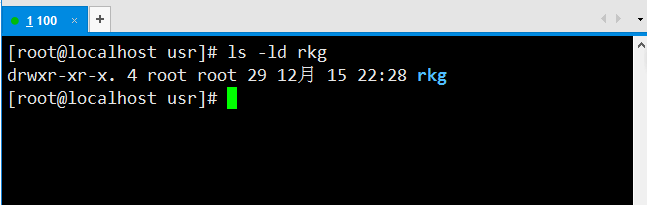 1 100
[root@localhost usr]# ls -ld rkg
drwxr-xr-x. 4 root root 29 12月 15 22:28 rkg
[root@localhost usr]#